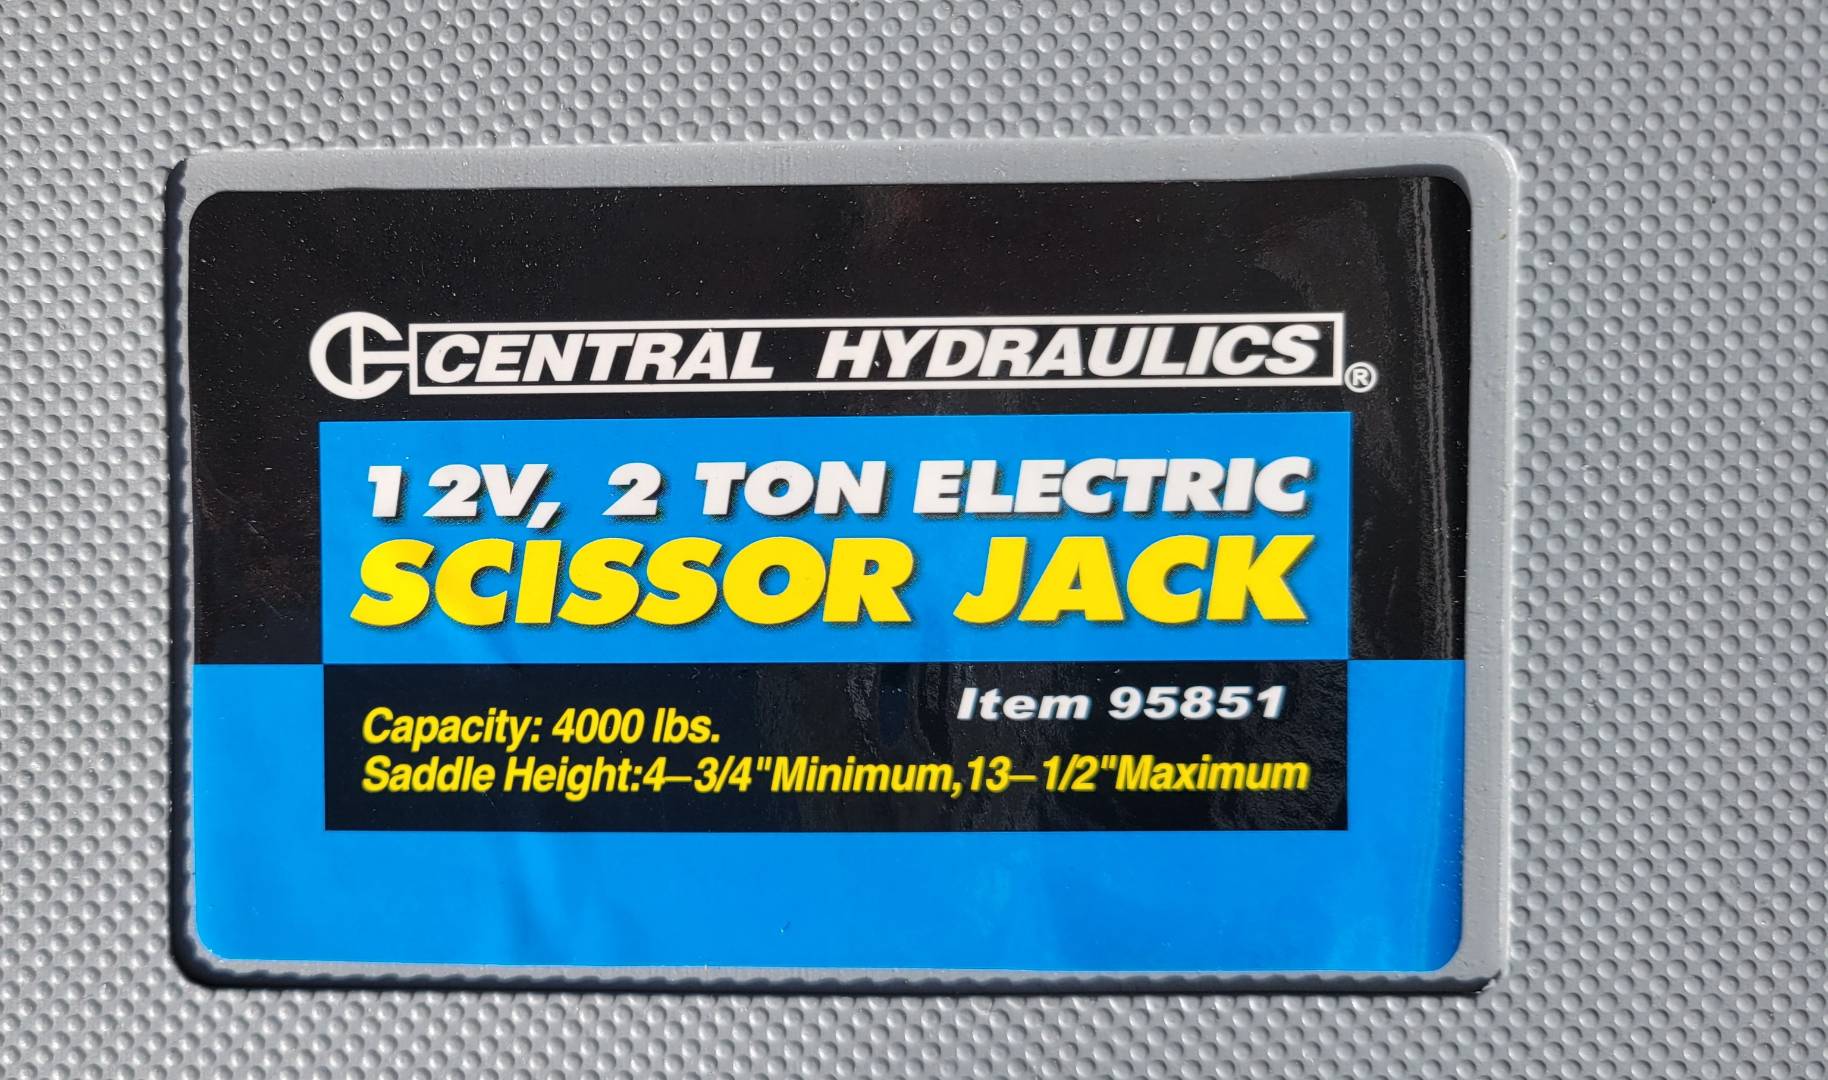 CENTRAL HYDRAULICS®
12V, 2 TON ELECTRIC
SCISSOR JACK
Item 95851
Capacity: 4000 lbs.
Saddle Height:4–3/4"Minimum,13–1/2"Maximum